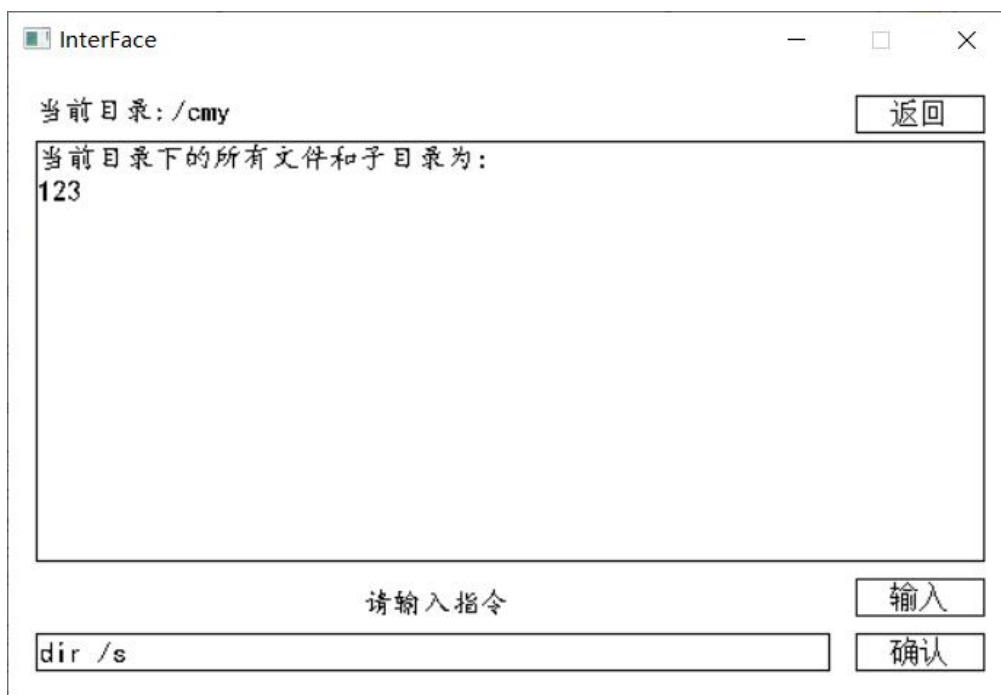 InterFace
当前目录:/cmy
返回
当前目录下的所有文件和子目录为:
123
请输入指令
输入
dir /s
确认